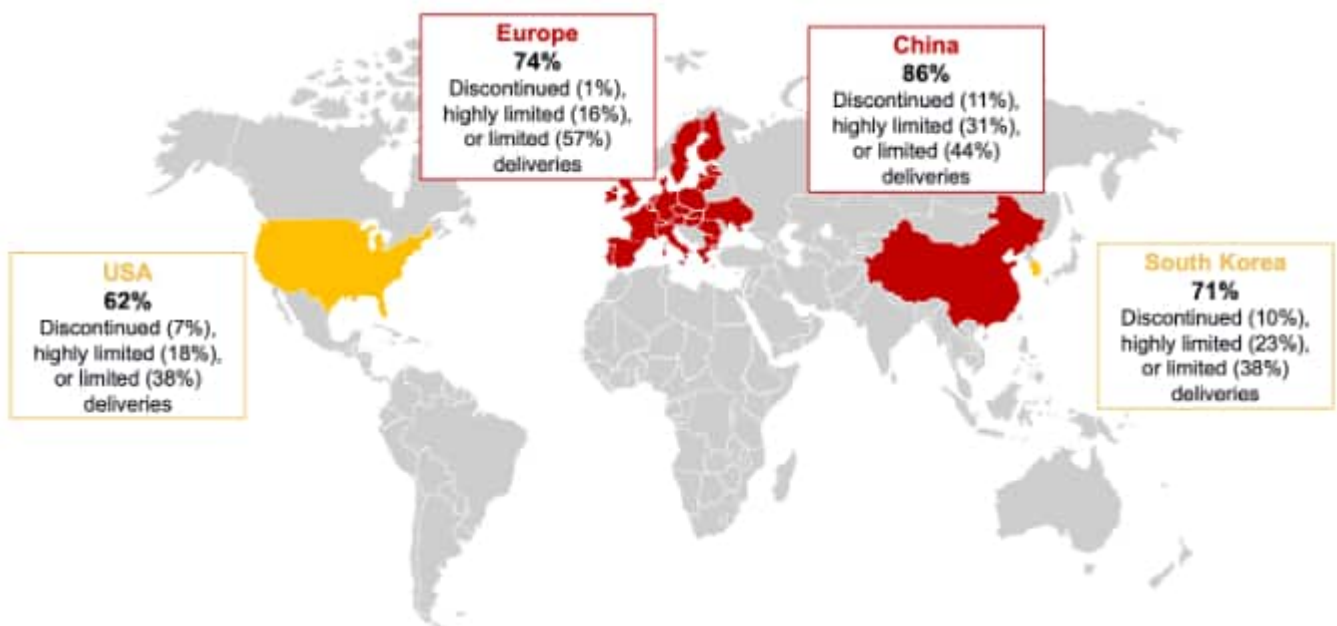 Europe
74%
Discontinued (1%),
highly limited (16%),
or limited (57%)
deliveries
China
86%
Discontinued (11%),
highly limited (31%),
or limited (44%)
deliveries
USA
62%
Discontinued (7%),
highly limited (18%),
or limited (38%)
deliveries
South Korea
71%
Discontinued (10%),
highly limited (23%),
or limited (38%)
deliveries